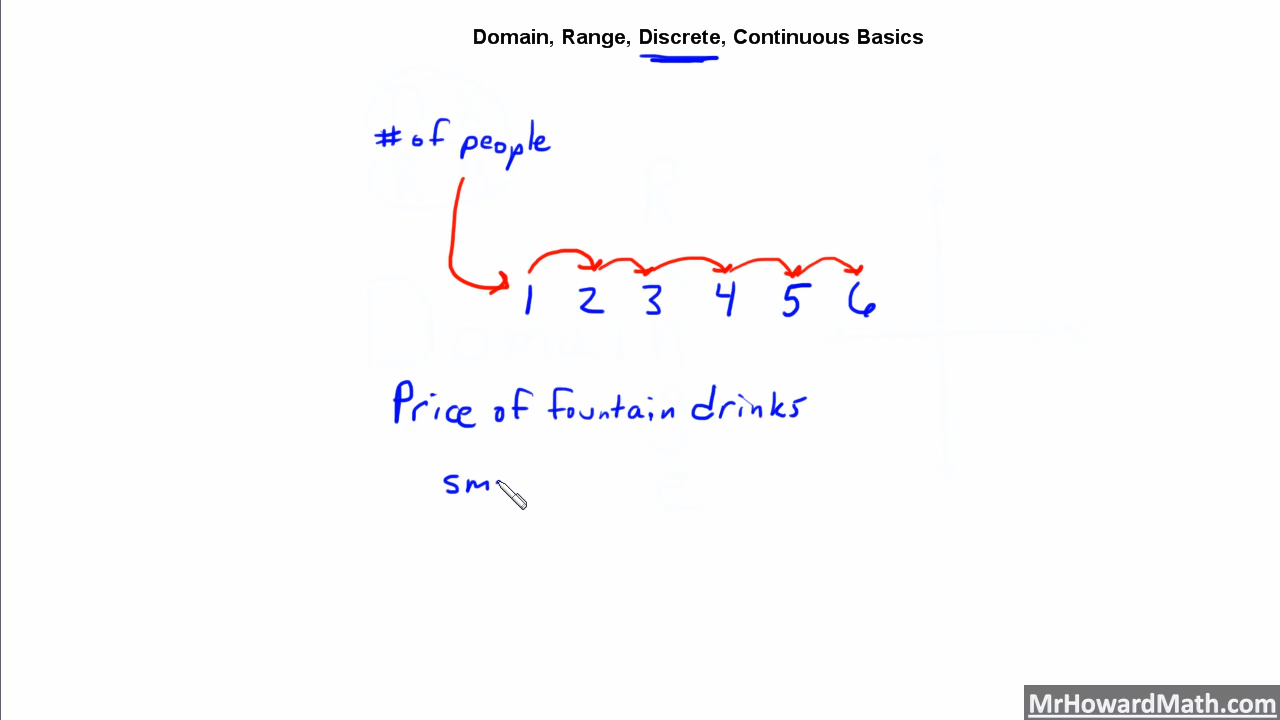 Domain, Range, Discrete, Continuous Basics
# of people
1 2 3 4 5 6
Price of fountain drinks
sm
MrHowardMath.com